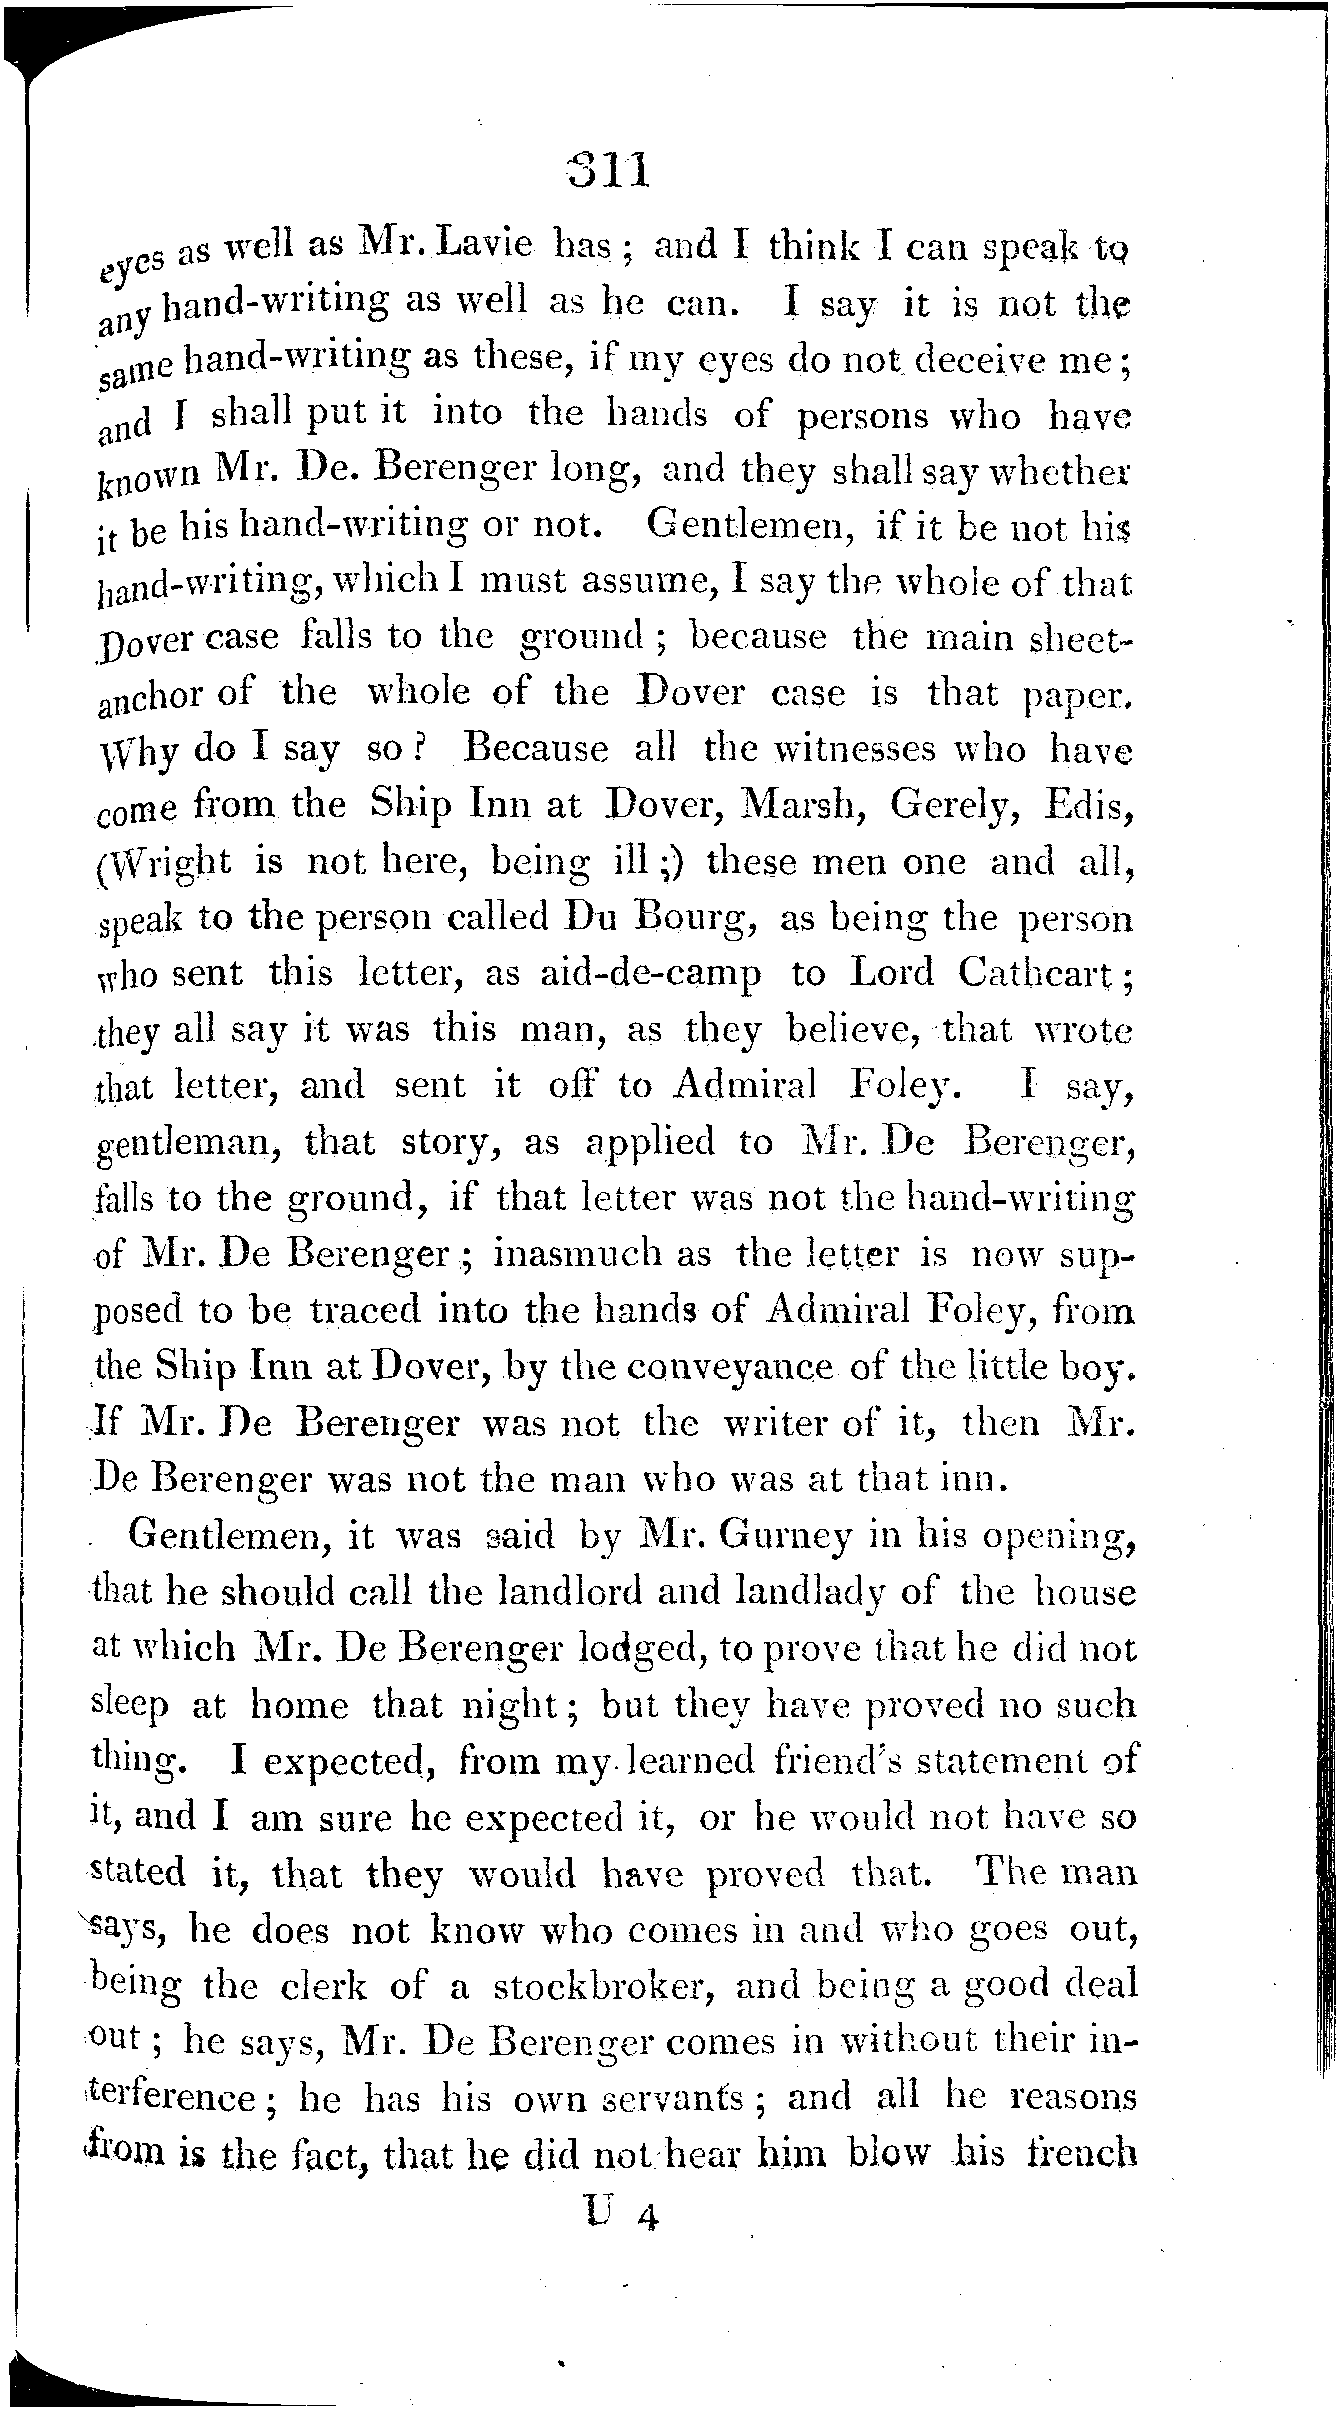 311
eyes as well as Mr. Lavie has; and I think I can speak to
any hand-writing as well as he can. I say it is not the
same hand-writing as these, if my eyes do not deceive me;
and I shall put it into the hands of persons who have
known Mr. De. Berenger long, and they shall say whether
it be his hand-writing or not. Gentlemen, if it be not his
hand-writing, which I must assume, I say the whole of that
Dover case falls to the ground; because the main sheet-
anchor of the whole of the Dover case is that paper.
Why do I say so? Because all the witnesses who have
come from the Ship Inn at Dover, Marsh, Gerely, Edis,
(Wright is not here, being ill;) these men one and all,
speak to the person called Du Bourg, as being the person
who sent this letter, as aid-de-camp to Lord Cathcart;
they all say it was this man, as they believe, that wrote
that letter, and sent it off to Admiral Foley. I say,
gentleman, that story, as applied to Mr. De Berenger,
falls to the ground, if that letter was not the hand-writing
of Mr. De Berenger; inasmuch as the letter is now sup-
posed to be traced into the hands of Admiral Foley, from
the Ship Inn at Dover, by the conveyance of the little boy.
If Mr. De Berenger was not the writer of it, then Mr.
De Berenger was not the man who was at that inn.
Gentlemen, it was said by Mr. Gurney in his opening,
that he should call the landlord and landlady of the house
at which Mr. De Berenger lodged, to prove that he did not
sleep at home that night; but they have proved no such
thing. I expected, from my learned friend's statement of
it, and I am sure he expected it, or he would not have so
stated it, that they would have proved that. The man
says, he does not know who comes in and who goes out,
being the clerk of a stockbroker, and being a good deal
out; he says, Mr. De Berenger comes in without their in-
terference; he has his own servants; and all he reasons
from is the fact, that he did not hear him blow his french
U 4